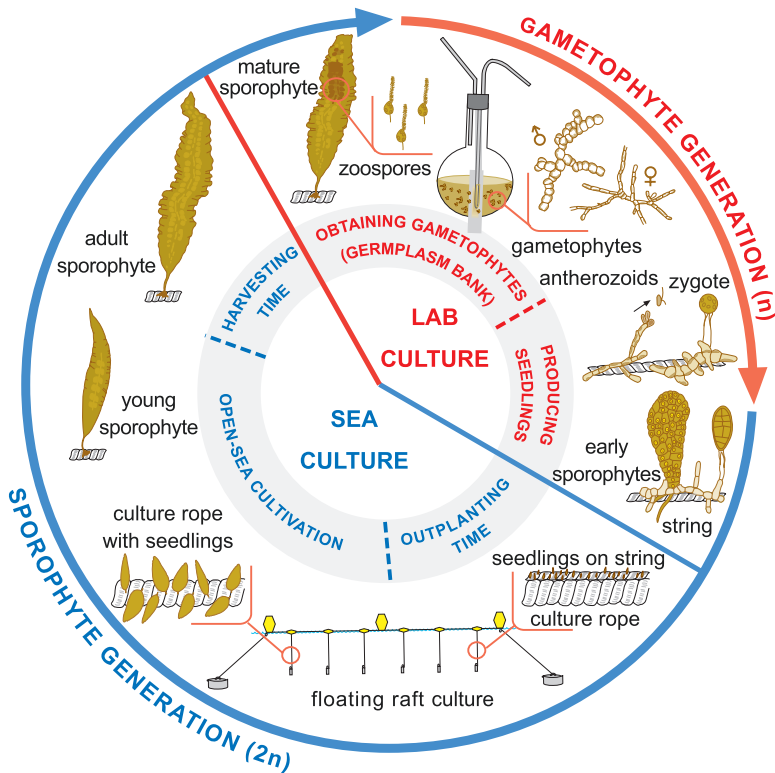 GAMETOPHYTE GENERATION (n)
mature
sporophyte
zoospores
♂
♀
gametophytes
antherozoids
zygote
early
sporophytes
string
seedlings on string
culture rope
floating raft culture
culture rope
with seedlings
young
sporophyte
adult
sporophyte
SPOROPHYTE GENERATION (2n)
OBTAINING GAMETOPHYTES
(GERMPLASM BANK)
PRODUCING
SEEDLINGS
OUTPLANTING
TIME
OPEN-SEA CULTIVATION
HARVESTING
TIME
LAB
CULTURE
SEA
CULTURE